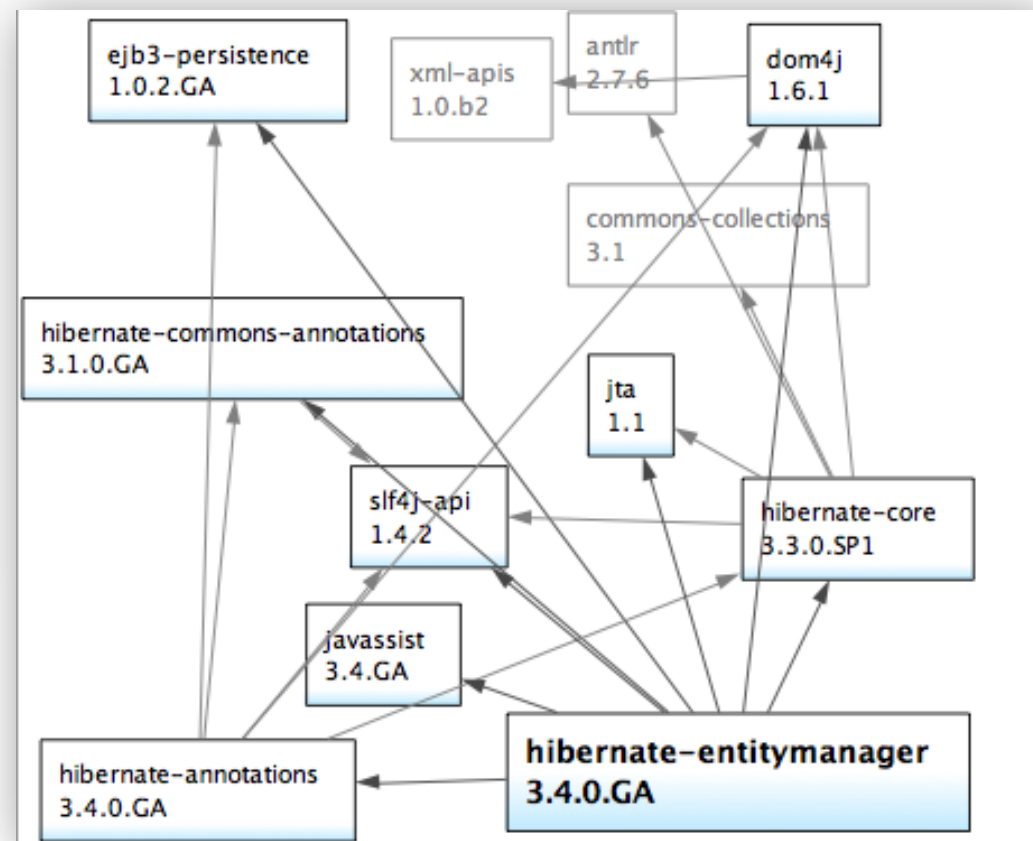 ejb3-persistence
1.0.2.GA
xml-apis
1.0.b2
antlr
2.7.6
dom4j
1.6.1
commons-collections
3.1
hibernate-commons-annotations
3.1.0.GA
jta
1.1
slf4j-api
1.4.2
hibernate-core
3.3.0.SP1
javassist
3.4.GA
hibernate-annotations
3.4.0.GA
hibernate-entitymanager
3.4.0.GA